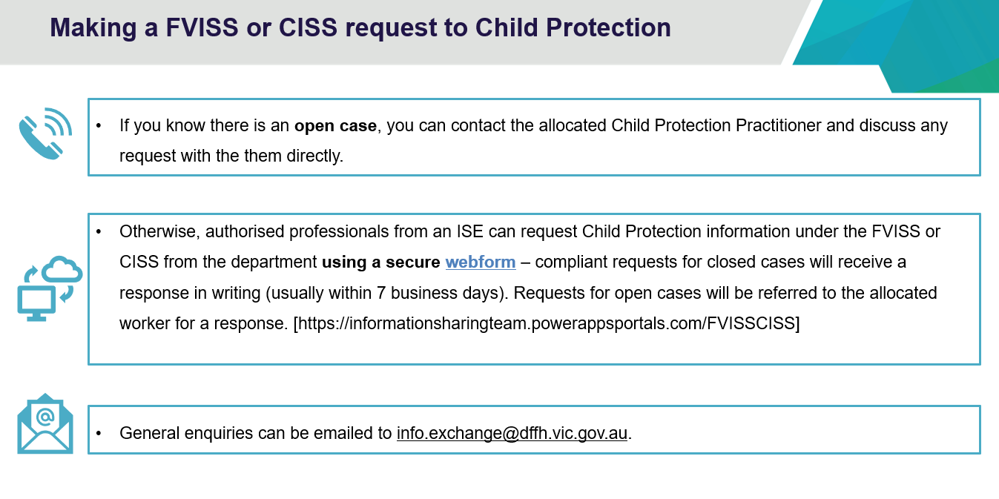 Making a FVISS or CISS request to Child Protection
• If you know there is an open case, you can contact the allocated Child Protection Practitioner and discuss any
request with the them directly.
• Otherwise, authorised professionals from an ISE can request Child Protection information under the FVISS or
CISS from the department using a secure webform – compliant requests for closed cases will receive a
response in writing (usually within 7 business days). Requests for open cases will be referred to the allocated
worker for a response. [https://informationsharingteam.powerappsportals.com/FVISSCISS]
@
• General enquiries can be emailed to info.exchange@dffh.vic.gov.au.